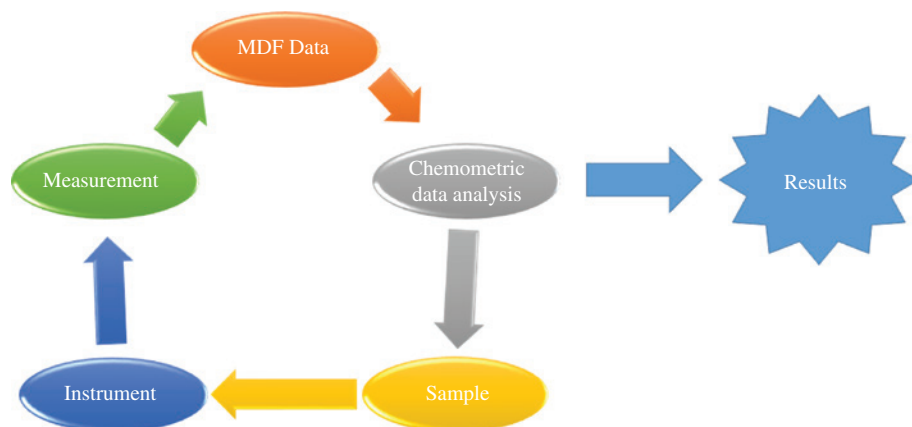 MDF Data
Measurement
Chemometric
data analysis
Results
Instrument
Sample